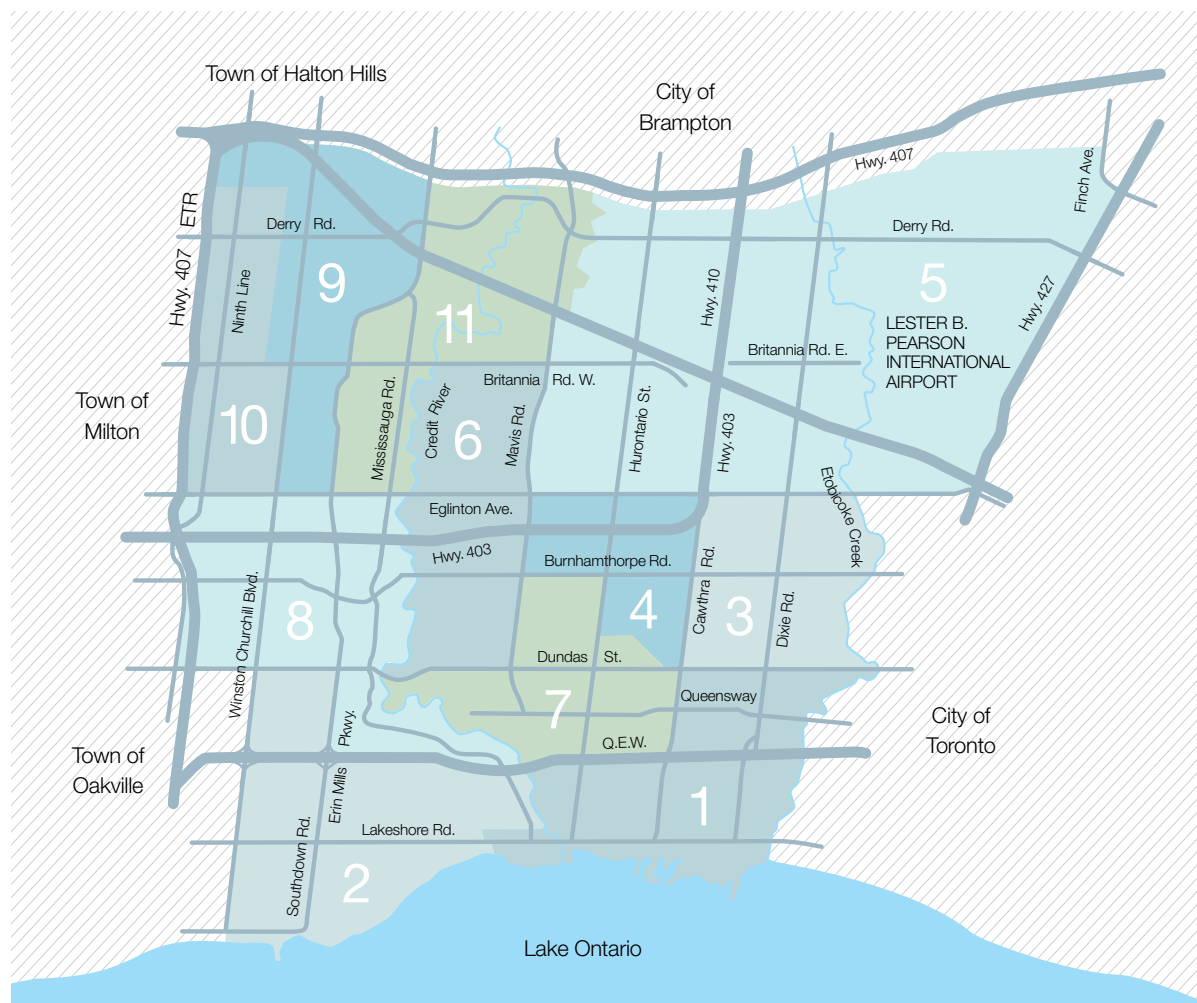 Town of Halton Hills
City of
Brampton
Hwy. 407
Finch Ave.
Hwy. 407 ETR
Derry Rd.
Derry Rd.
9
Ninth Line
11
Hwy. 410
5
Hwy. 427
LESTER B.
PEARSON
INTERNATIONAL
AIRPORT
Britannia Rd. E.
Britannia Rd. W.
Town of
Milton
10
Mississauga Rd.
Credit River
6
Mavis Rd.
Hurontario St.
Hwy. 403
Etobicoke Creek
Eglinton Ave.
Hwy. 403
Burnhamthorpe Rd.
Winston Churchill Blvd.
8
4
Cawthra Rd.
3
Dixie Rd.
Dundas St.
7
Queensway
City of
Toronto
Town of
Oakville
Erin Mills Pkwy.
Q.E.W.
1
Southdown Rd.
Lakeshore Rd.
2
Lake Ontario